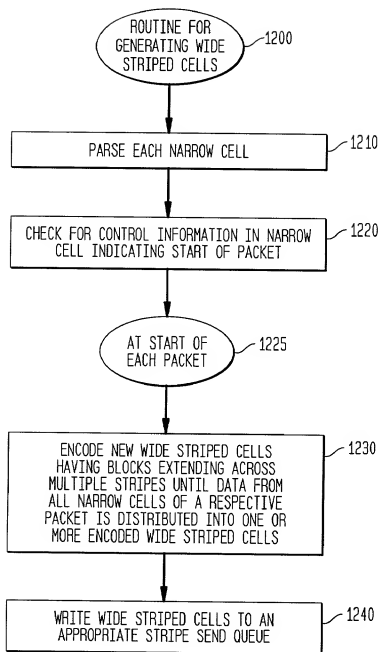 ROUTINE FOR
GENERATING WIDE
STRIPED CELLS
1200
PARSE EACH NARROW CELL
1210
CHECK FOR CONTROL INFORMATION IN NARROW
CELL INDICATING START OF PACKET
1220
AT START OF
EACH PACKET
1225
ENCODE NEW WIDE STRIPED CELLS
HAVING BLOCKS EXTENDING ACROSS
MULTIPLE STRIPES UNTIL DATA FROM
ALL NARROW CELLS OF A RESPECTIVE
PACKET IS DISTRIBUTED INTO ONE OR
MORE ENCODED WIDE STRIPED CELLS
1230
WRITE WIDE STRIPED CELLS TO AN
APPROPRIATE STRIPE SEND QUEUE
1240